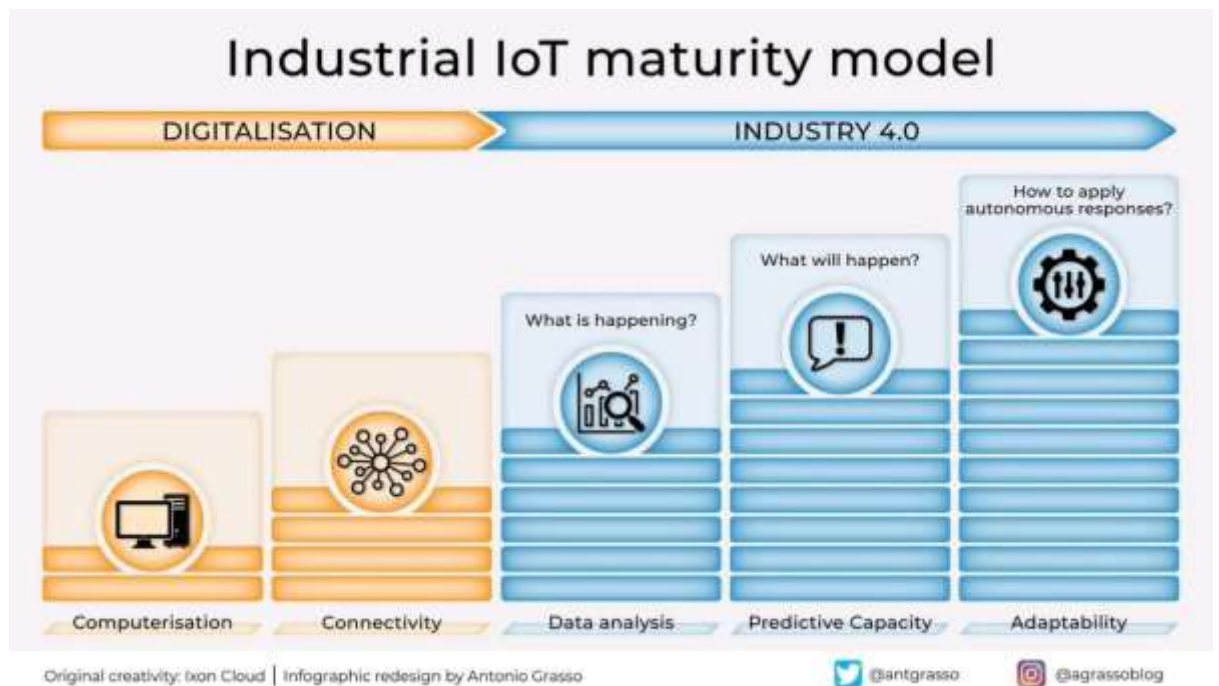 Industrial IoT maturity model
DIGITALISATION
INDUSTRY 4.0
What is happening?
What will happen?
How to apply
autonomous responses?
Computerisation
Connectivity
Data analysis
Predictive Capacity
Adaptability
Original creativity: Ixon Cloud | Infographic redesign by Antonio Grasso
@antgrasso
@agrassoblog